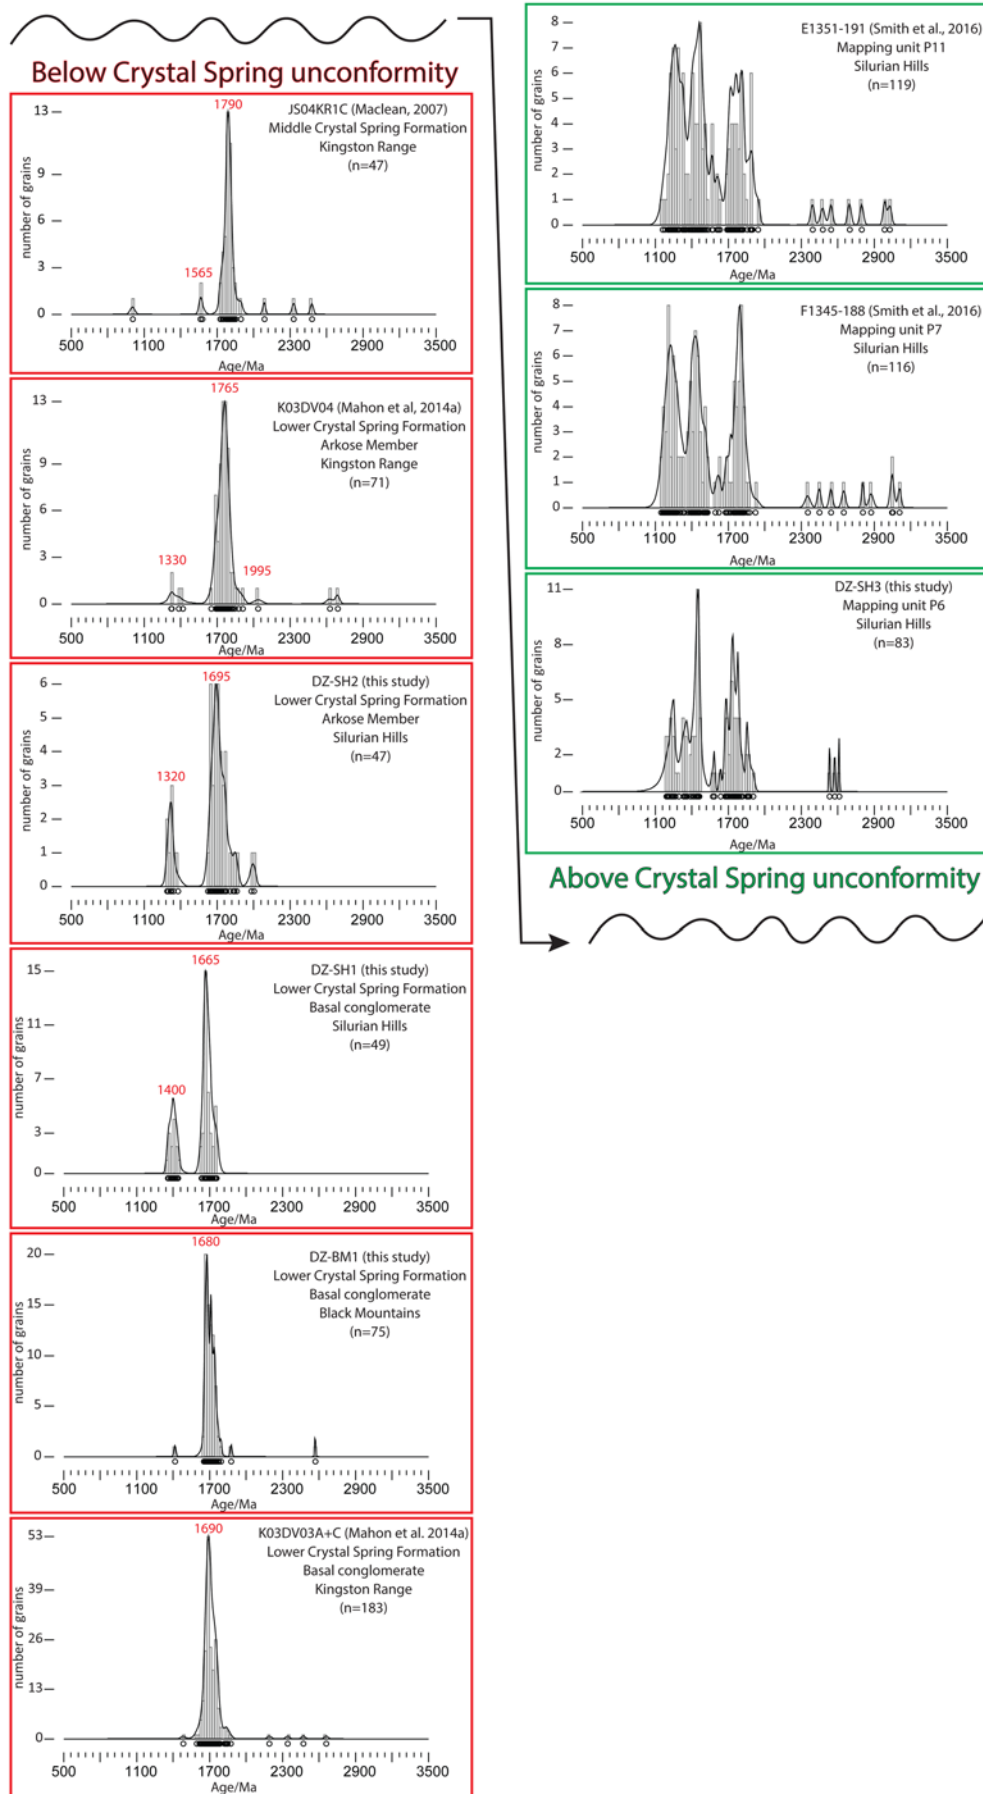 Below Crystal Spring unconformity
JS04KR1C (Maclean, 2007)
Middle Crystal Spring Formation
Kingston Range
(n=47)
1790
1565
number of grains
13
9
6
3
0
500 1100 1700 2300 2900 3500
Age/Ma
K03DV04 (Mahon et al, 2014a)
Lower Crystal Spring Formation
Arkose Member
Kingston Range
(n=71)
1765
1330
1995
number of grains
13
9
6
3
0
500 1100 1700 2300 2900 3500
Age/Ma
DZ-SH2 (this study)
Lower Crystal Spring Formation
Arkose Member
Silurian Hills
(n=47)
1695
1320
number of grains
6
5
4
3
2
1
0
500 1100 1700 2300 2900 3500
Age/Ma
DZ-SH1 (this study)
Lower Crystal Spring Formation
Basal conglomerate
Silurian Hills
(n=49)
1665
1400
number of grains
15
11
7
3
0
500 1100 1700 2300 2900 3500
Age/Ma
DZ-BM1 (this study)
Lower Crystal Spring Formation
Basal conglomerate
Black Mountains
(n=75)
1680
number of grains
20
15
10
5
0
500 1100 1700 2300 2900 3500
Age/Ma
K03DV03A+C (Mahon et al. 2014a)
Lower Crystal Spring Formation
Basal conglomerate
Kingston Range
(n=183)
1690
number of grains
53
39
26
13
0
500 1100 1700 2300 2900 3500
Age/Ma
E1351-191 (Smith et al., 2016)
Mapping unit P11
Silurian Hills
(n=119)
number of grains
8
7
6
5
4
3
2
1
0
500 1100 1700 2300 2900 3500
Age/Ma
F1345-188 (Smith et al., 2016)
Mapping unit P7
Silurian Hills
(n=116)
number of grains
8
7
6
5
4
3
2
1
0
500 1100 1700 2300 2900 3500
Age/Ma
DZ-SH3 (this study)
Mapping unit P6
Silurian Hills
(n=83)
number of grains
11
8
5
2
0
500 1100 1700 2300 2900 3500
Age/Ma
Above Crystal Spring unconformity